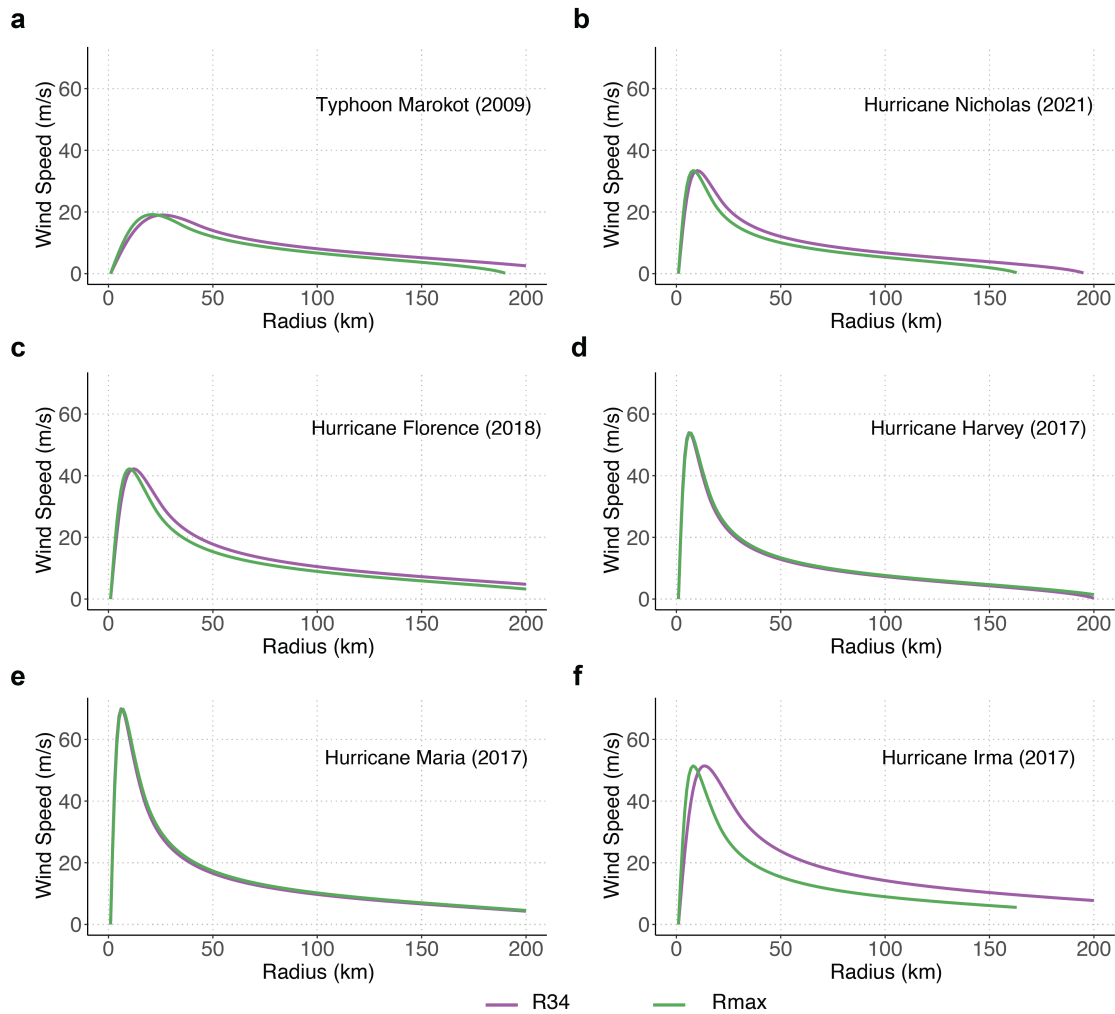 a
Typhoon Marokot (2009)
Wind Speed (m/s)
60
40
20
0
0 50 100 150 200
Radius (km)
b
Hurricane Nicholas (2021)
Wind Speed (m/s)
60
40
20
0
0 50 100 150 200
Radius (km)
c
Hurricane Florence (2018)
Wind Speed (m/s)
60
40
20
0
0 50 100 150 200
Radius (km)
d
Hurricane Harvey (2017)
Wind Speed (m/s)
60
40
20
0
0 50 100 150 200
Radius (km)
e
Hurricane Maria (2017)
Wind Speed (m/s)
60
40
20
0
0 50 100 150 200
Radius (km)
f
Hurricane Irma (2017)
Wind Speed (m/s)
60
40
20
0
0 50 100 150 200
Radius (km)
R34 Rmax